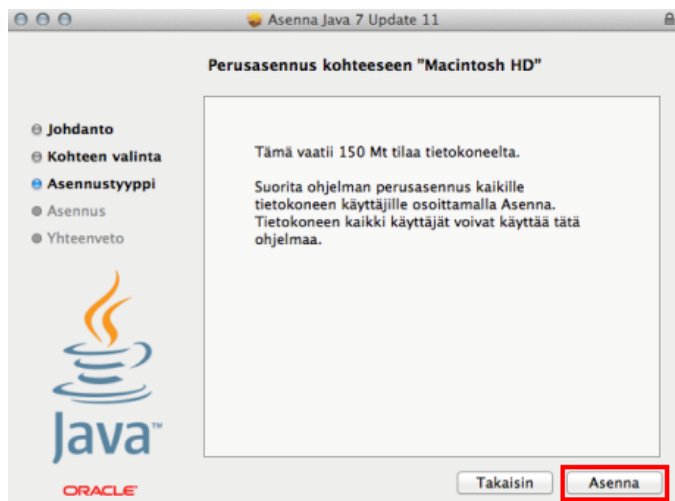 Asenna Java 7 Update 11
Perusasennus kohteeseen "Macintosh HD"
Johdanto
Kohteen valinta
Asennustyyppi
Asennus
Yhteenveto
Tämä vaatii 150 Mt tilaa tietokoneelta.
Suorita ohjelman perusasennus kaikille
tietokoneen käyttäjille osoittamalla Asenna.
Tietokoneen kaikki käyttäjät voivat käyttää tätä
ohjelmaa.
Java™
ORACLE®
Takaisin
Asenna